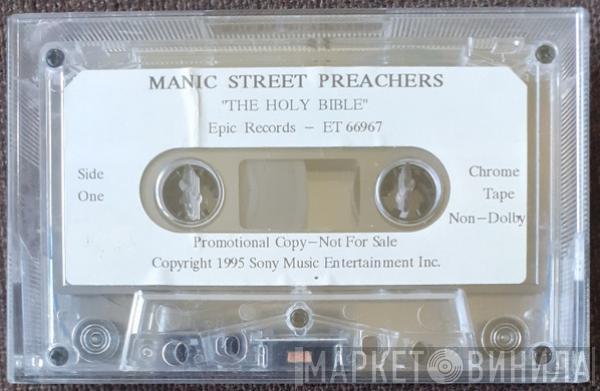 MANIC STREET PREACHERS
"THE HOLY BIBLE"
Epic Records - ET 66967
Side
One
Chrome
Tape
Non-Dolby
Promotional Copy-Not For Sale
Copyright 1995 Sony Music Entertainment Inc.
МАРКЕТ ВИНИЛА